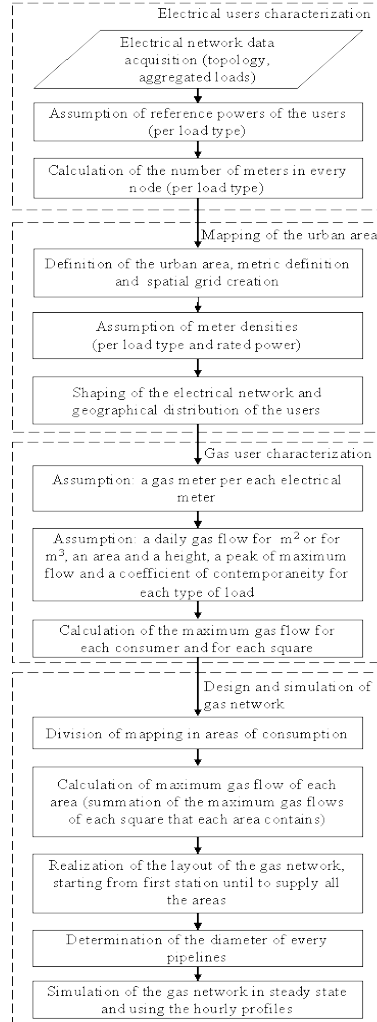 Electrical users characterization
Electrical network data
acquisition (topology,
aggregated loads)
Assumption of reference powers of the users
(per load type)
Calculation of the number of meters in every
node (per load type)
Mapping of the urban area
Definition of the urban area, metric definition
and spatial grid creation
Assumption of meter densities
(per load type and rated power)
Shaping of the electrical network and
geographical distribution of the users
Gas user characterization
Assumption: a gas meter per each electrical
meter
Assumption: a daily gas flow for m² or for
m³, an area and a height, a peak of maximum
flow and a coefficient of contemporaneity for
each type of load
Calculation of the maximum gas flow for
each consumer and for each square
Design and simulation of
gas network
Division of mapping in areas of consumption
Calculation of maximum gas flow of each
area (summation of the maximum gas flows
of each square that each area contains)
Realization of the layout of the gas network,
starting from first station until to supply all
the areas
Determination of the diameter of every
pipelines
Simulation of the gas network in steady state
and using the hourly profiles